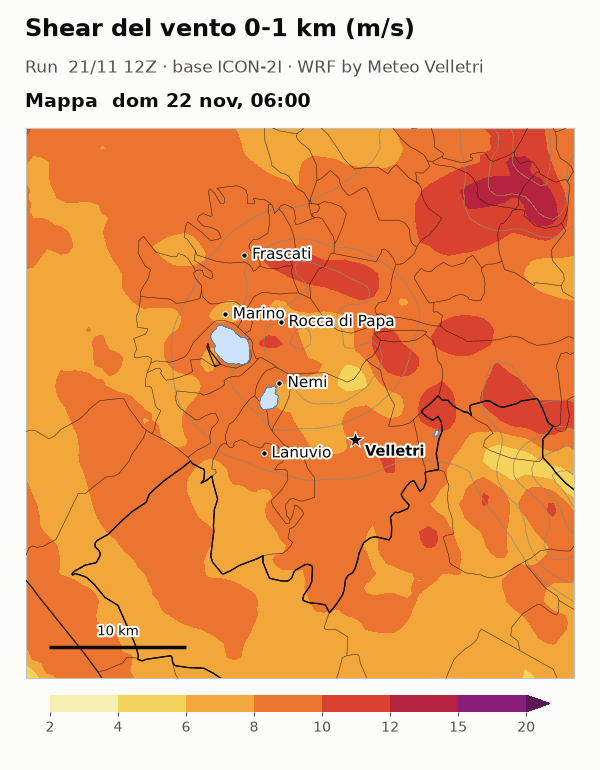 Shear del vento 0-1 km (m/s)
Run 21/11 12Z · base ICON-2I · WRF by Meteo Velletri
Mappa dom 22 nov, 06:00
Frascati
Marino
Rocca di Papa
Nemi
Velletri
Lanuvio
10 km
2 4 6 8 10 12 15 20